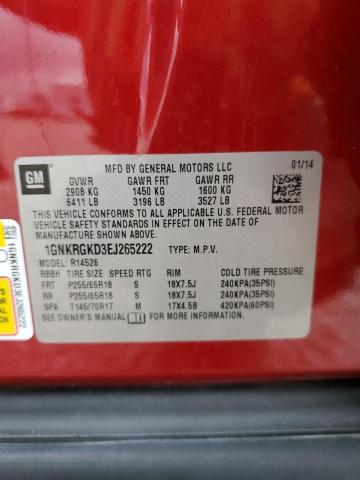 GM
MFD BY GENERAL MOTORS LLC
01/14
GVWR GAWR FRT GAWR RR
2908 KG 1450 KG 1600 KG
6411 LB 3196 LB 3527 LB
THIS VEHICLE CONFORMS TO ALL APPLICABLE U.S. FEDERAL MOTOR
VEHICLE SAFETY STANDARDS IN EFFECT ON THE DATE OF
MANUFACTURE SHOWN ABOVE.
1GNKRGKD3EJ265222 TYPE: M.P.V.
MODEL: R14526
RBBH TIRE SIZE SPEED RTG RIM COLD TIRE PRESSURE
FRT P255/65R18 S 18X7.5J 240KPA(35PSI)
RR P255/65R18 S 18X7.5J 240KPA(35PSI)
SPA T145/70R17 M 17X4.5B 420KPA(60PSI)
SEE OWNER'S MANUAL FOR MORE INFORMATION.
1GNKRGKD3EJ265222